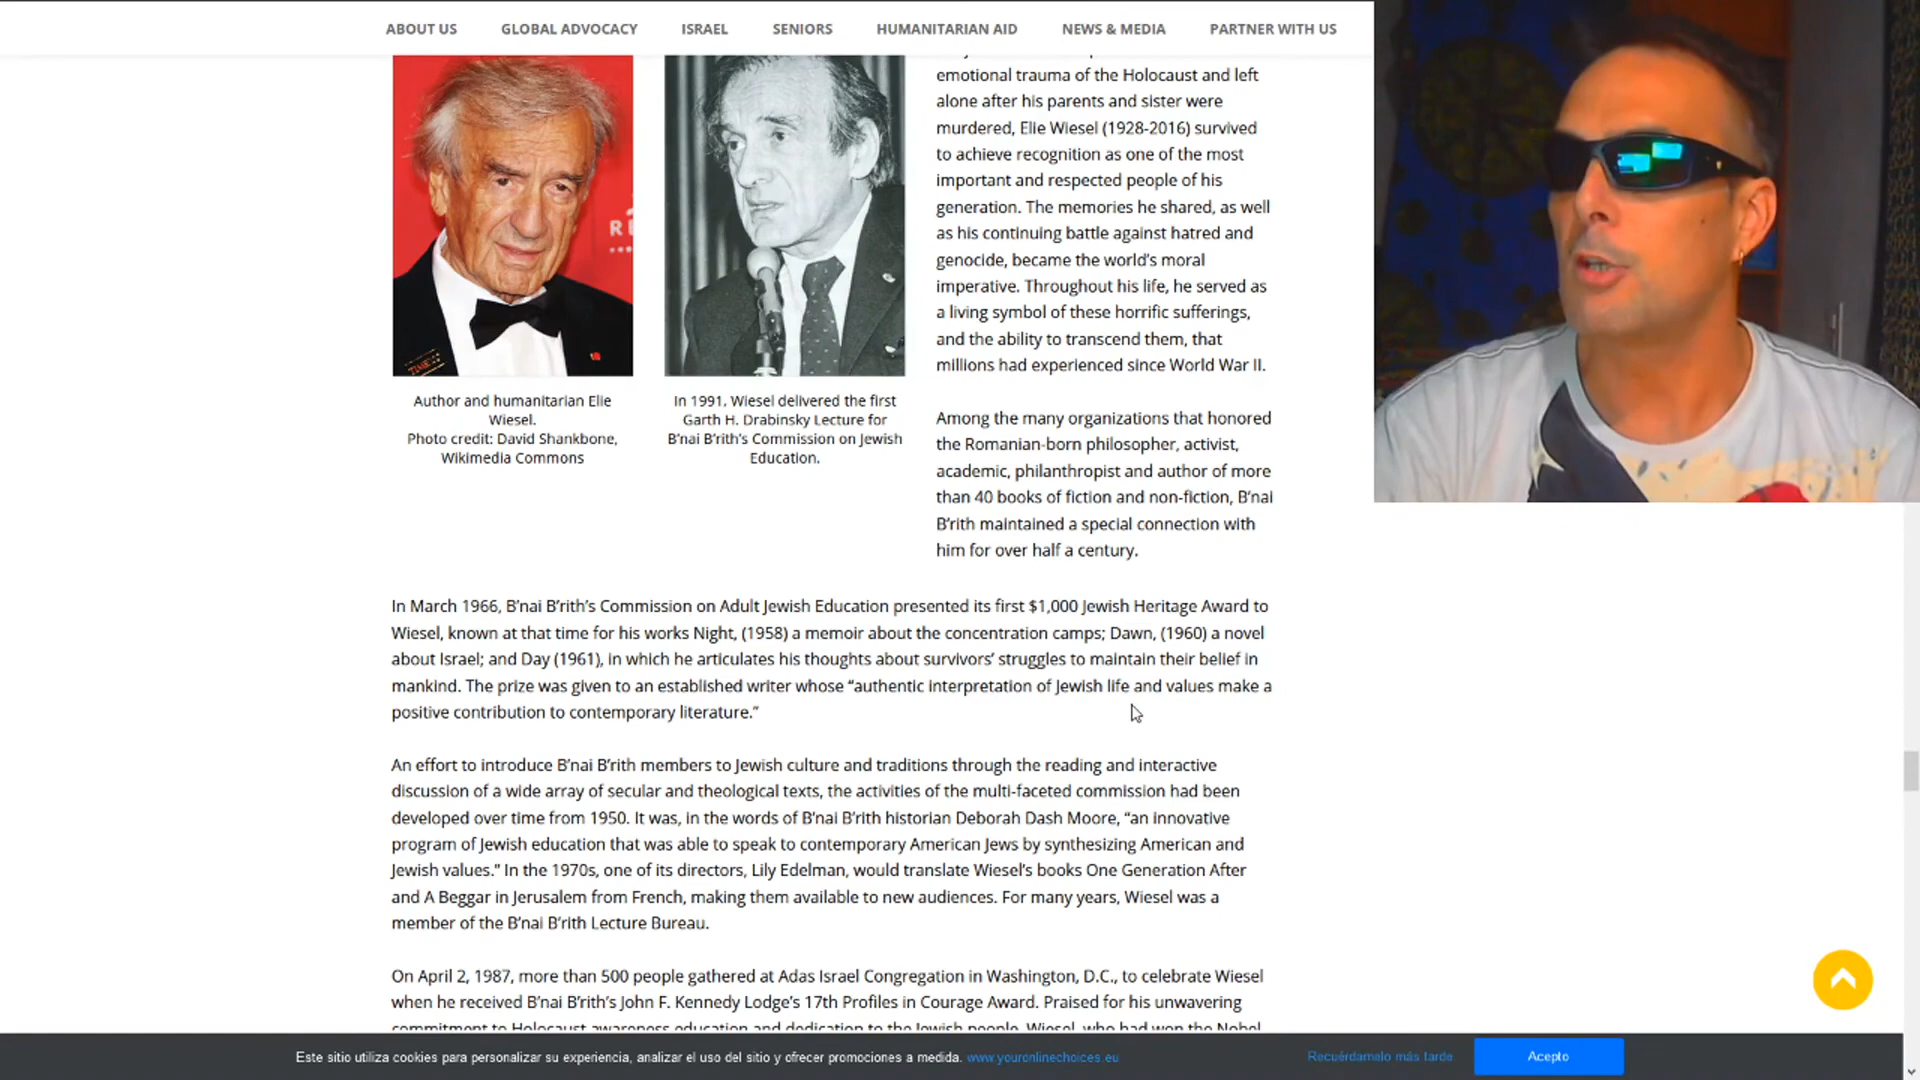 ABOUT US GLOBAL ADVOCACY ISRAEL SENIORS HUMANITARIAN AID NEWS & MEDIA PARTNER WITH US
emotional trauma of the Holocaust and left
alone after his parents and sister were
murdered, Elie Wiesel (1928-2016) survived
to achieve recognition as one of the most
important and respected people of his
generation. The memories he shared, as well
as his continuing battle against hatred and
genocide, became the world’s moral
imperative. Throughout his life, he served as
a living symbol of these horrific sufferings,
and the ability to transcend them, that
millions had experienced since World War II.
TIME
Author and humanitarian Elie
Wiesel.
Photo credit: David Shankbone,
Wikimedia Commons
In 1991, Wiesel delivered the first
Garth H. Drabinsky Lecture for
B’nai B’rith’s Commission on Jewish
Education.
Among the many organizations that honored
the Romanian-born philosopher, activist,
academic, philanthropist and author of more
than 40 books of fiction and non-fiction, B’nai
B’rith maintained a special connection with
him for over half a century.
In March 1966, B’nai B’rith’s Commission on Adult Jewish Education presented its first $1,000 Jewish Heritage Award to
Wiesel, known at that time for his works Night, (1958) a memoir about the concentration camps; Dawn, (1960) a novel
about Israel; and Day (1961), in which he articulates his thoughts about survivors’ struggles to maintain their belief in
mankind. The prize was given to an established writer whose “authentic interpretation of Jewish life and values make a
positive contribution to contemporary literature.”
An effort to introduce B’nai B’rith members to Jewish culture and traditions through the reading and interactive
discussion of a wide array of secular and theological texts, the activities of the multi-faceted commission had been
developed over time from 1950. It was, in the words of B’nai B’rith historian Deborah Dash Moore, “an innovative
program of Jewish education that was able to speak to contemporary American Jews by synthesizing American and
Jewish values.” In the 1970s, one of its directors, Lily Edelman, would translate Wiesel’s books One Generation After
and A Beggar in Jerusalem from French, making them available to new audiences. For many years, Wiesel was a
member of the B’nai B’rith Lecture Bureau.
On April 2, 1987, more than 500 people gathered at Adas Israel Congregation in Washington, D.C., to celebrate Wiesel
when he received B’nai B’rith’s John F. Kennedy Lodge’s 17th Profiles in Courage Award. Praised for his unwavering
commitment to Holocaust awareness education and dedication to the Jewish people, Wiesel, who had won the Nobel
Este sitio utiliza cookies para personalizar su experiencia, analizar el uso del sitio y ofrecer promociones a medida. www.youronlinechoices.eu
Recuérdamelo más tarde
Acepto